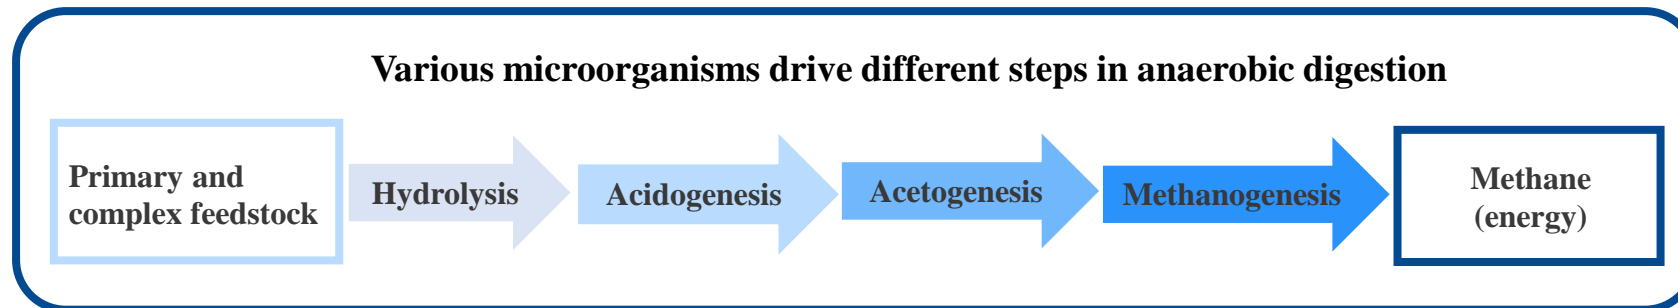 Various microorganisms drive different steps in anaerobic digestion
Primary and
complex feedstock
Hydrolysis
Acidogenesis
Acetogenesis
Methanogenesis
Methane
(energy)